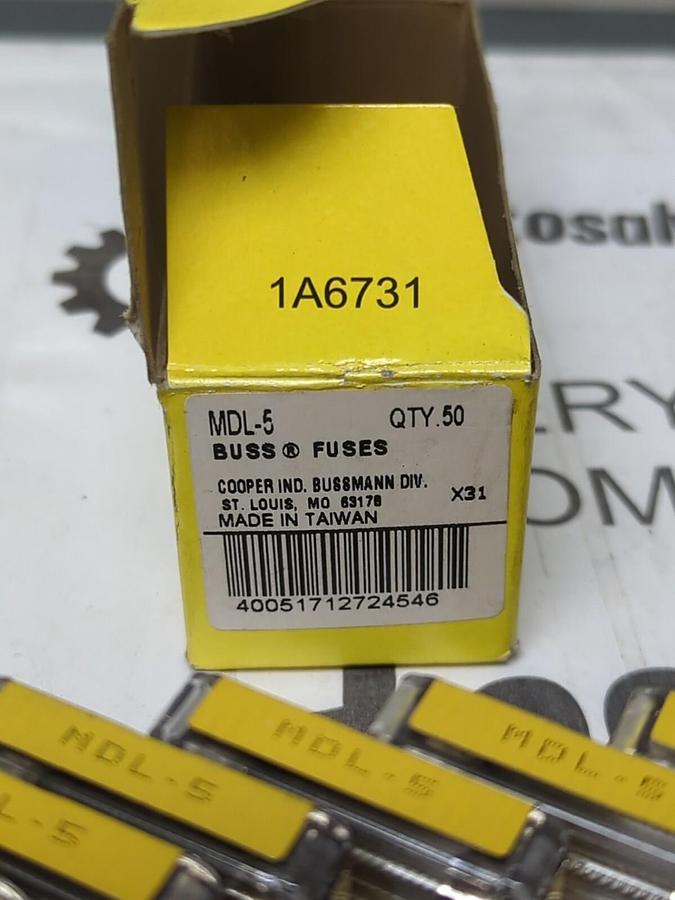 1A6731
MDL-5 QTY.50
BUSS® FUSES
COOPER IND. BUSSMANN DIV.
ST. LOUIS, MO 63178 X31
MADE IN TAIWAN
40051712724546
MDL-5
MDL-5
MDL-5
L-5